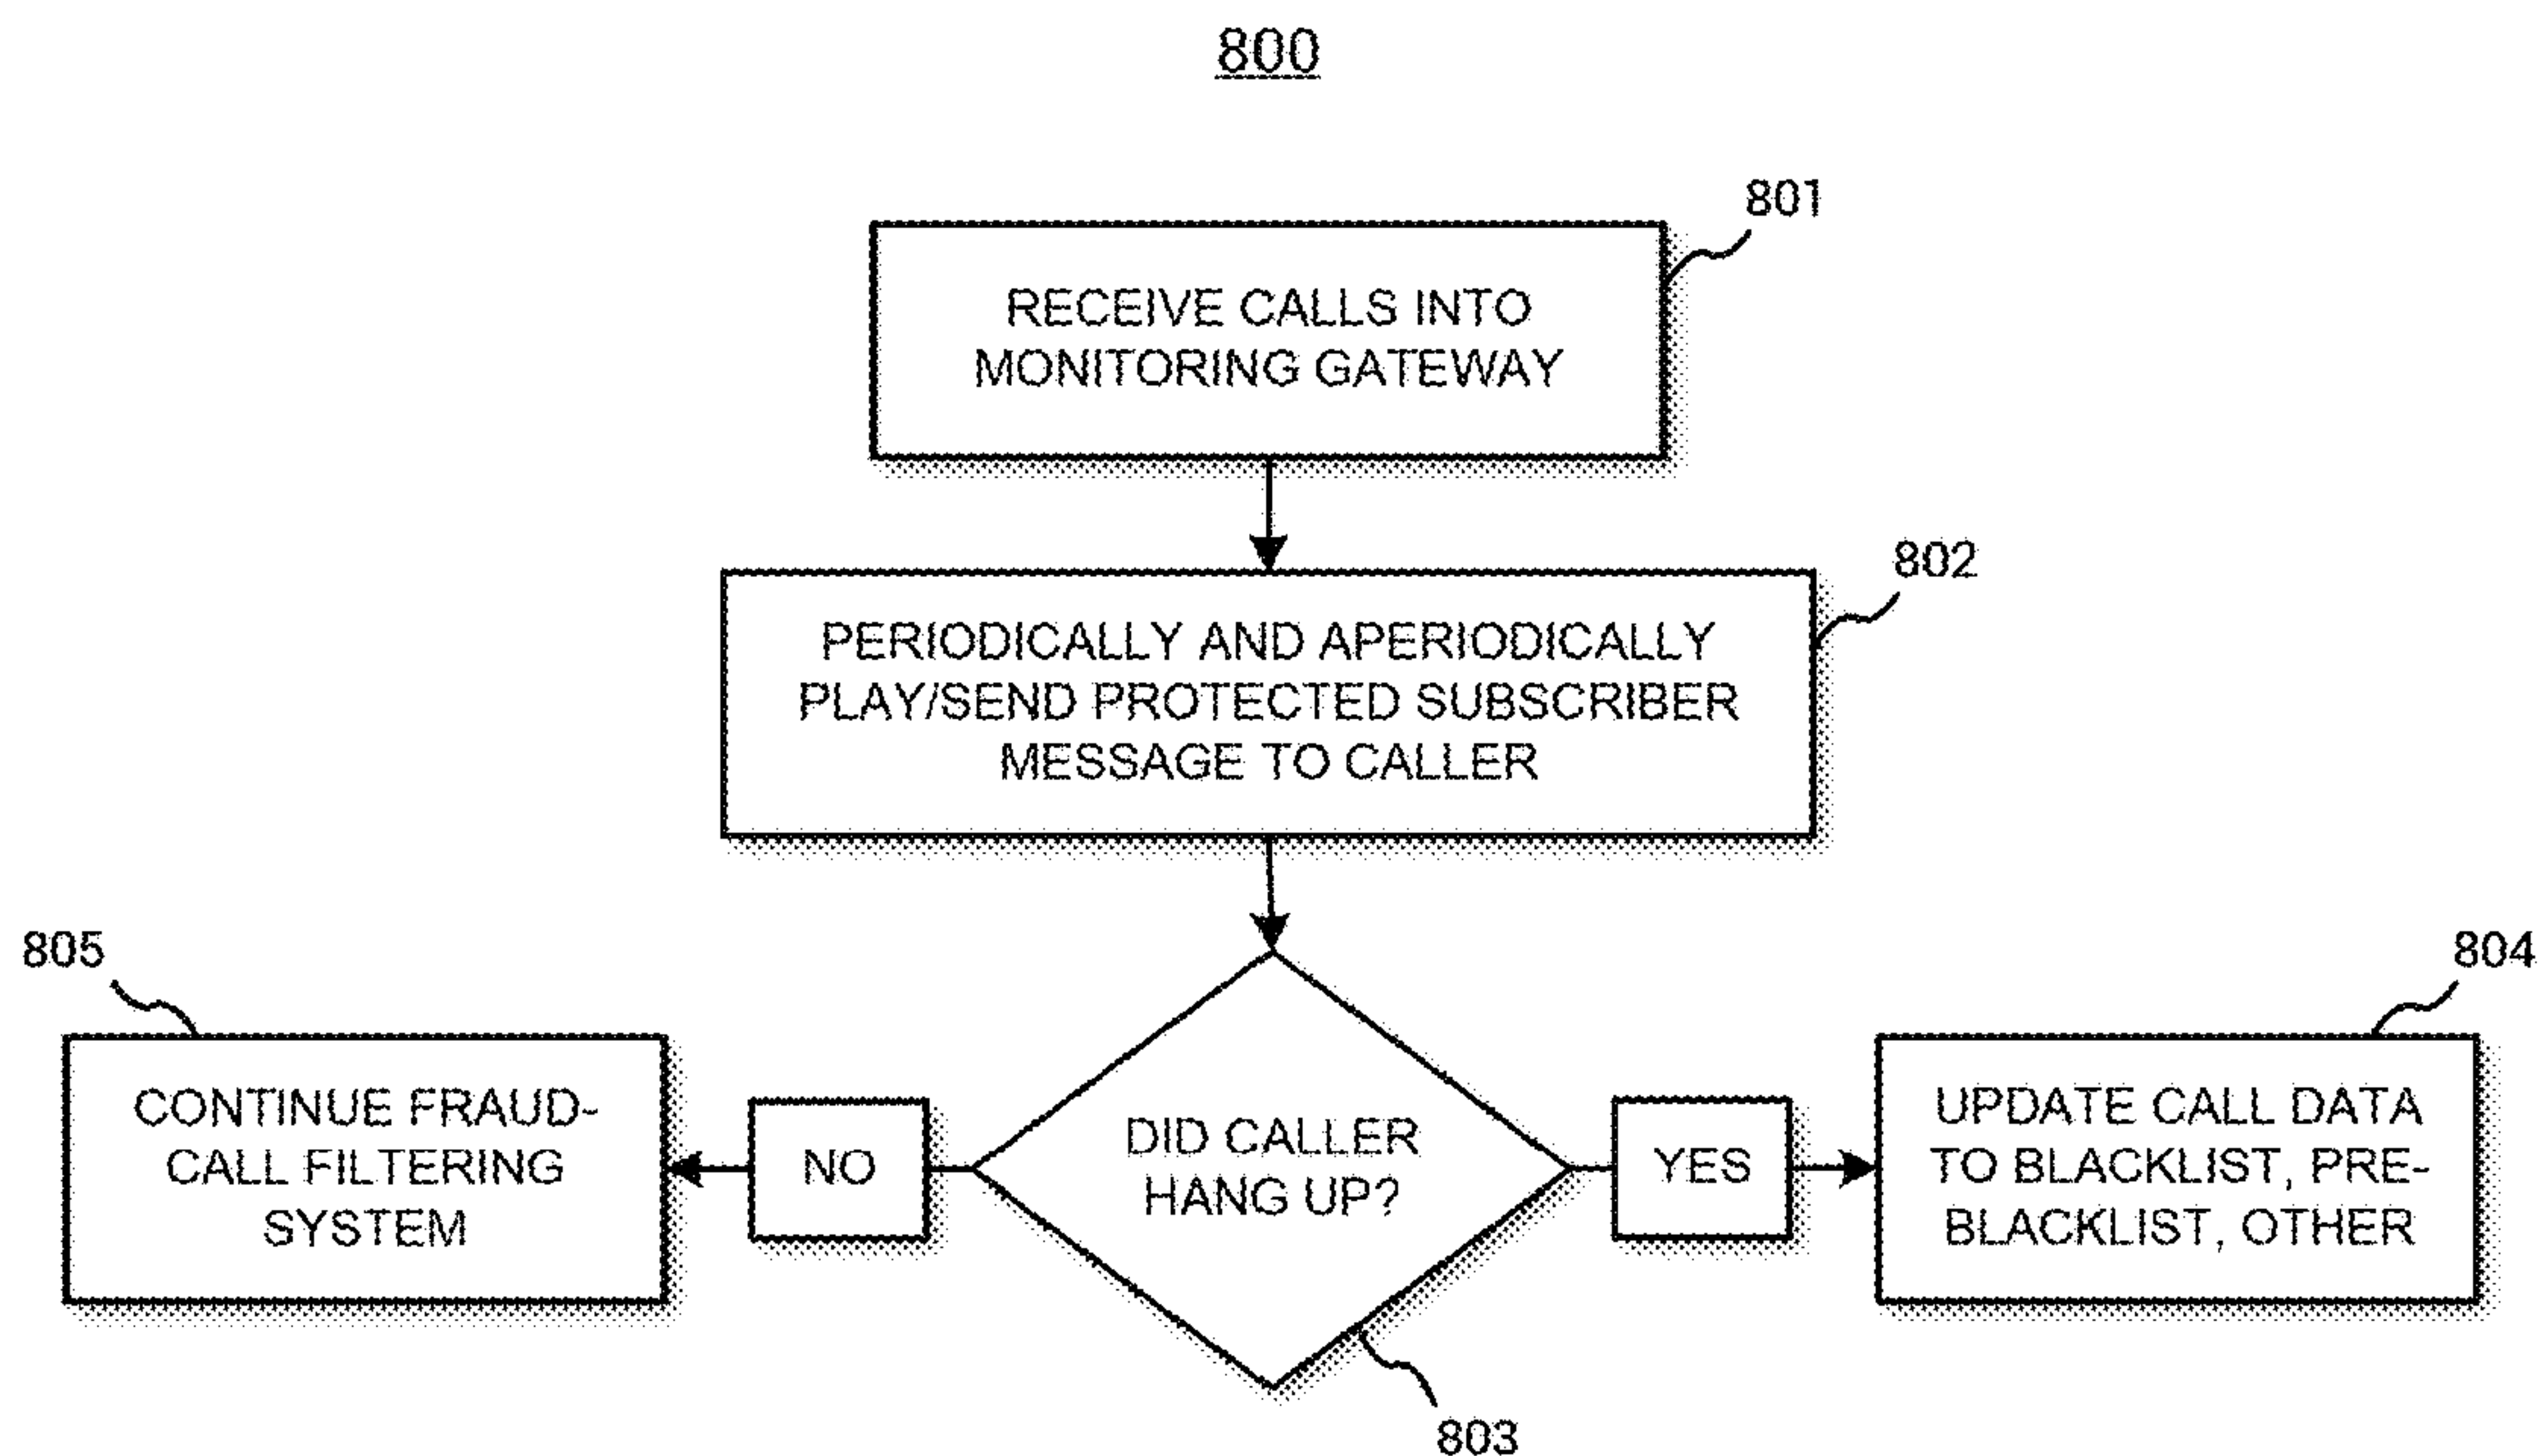 800
801
RECEIVE CALLS INTO
MONITORING GATEWAY
802
PERIODICALLY AND APERIODICALLY
PLAY/SEND PROTECTED SUBSCRIBER
MESSAGE TO CALLER
805
804
CONTINUE FRAUD-
CALL FILTERING
SYSTEM
NO
DID CALLER
HANG UP?
YES
UPDATE CALL DATA
TO BLACKLIST, PRE-
BLACKLIST, OTHER
803